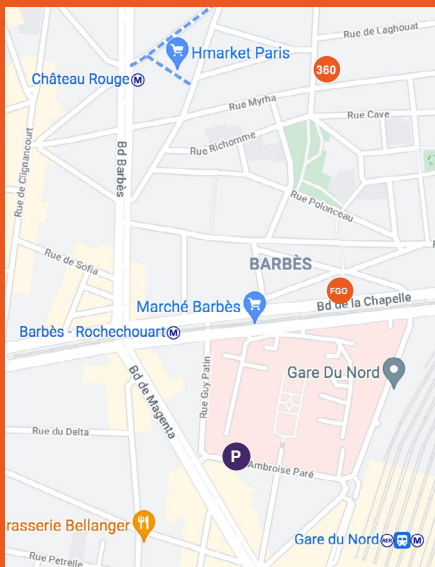 Rue de Laghouat
Hmarket Paris
360
Château Rouge M
Rue Myrha
Rue Cave
Bd Barbès
Rue Richomme
Rue de Clignancourt
Rue Polonceau
Rue de Sofia
BARBÈS
FGO
Marché Barbès
Bd de la Chapelle
Barbès - Rochechouart M
Gare Du Nord
Bd de Magenta
Rue Guy Patin
Rue du Delta
P
Ambroise Paré
rasserie Bellanger
Gare du Nord RER M
Rue Petrelle